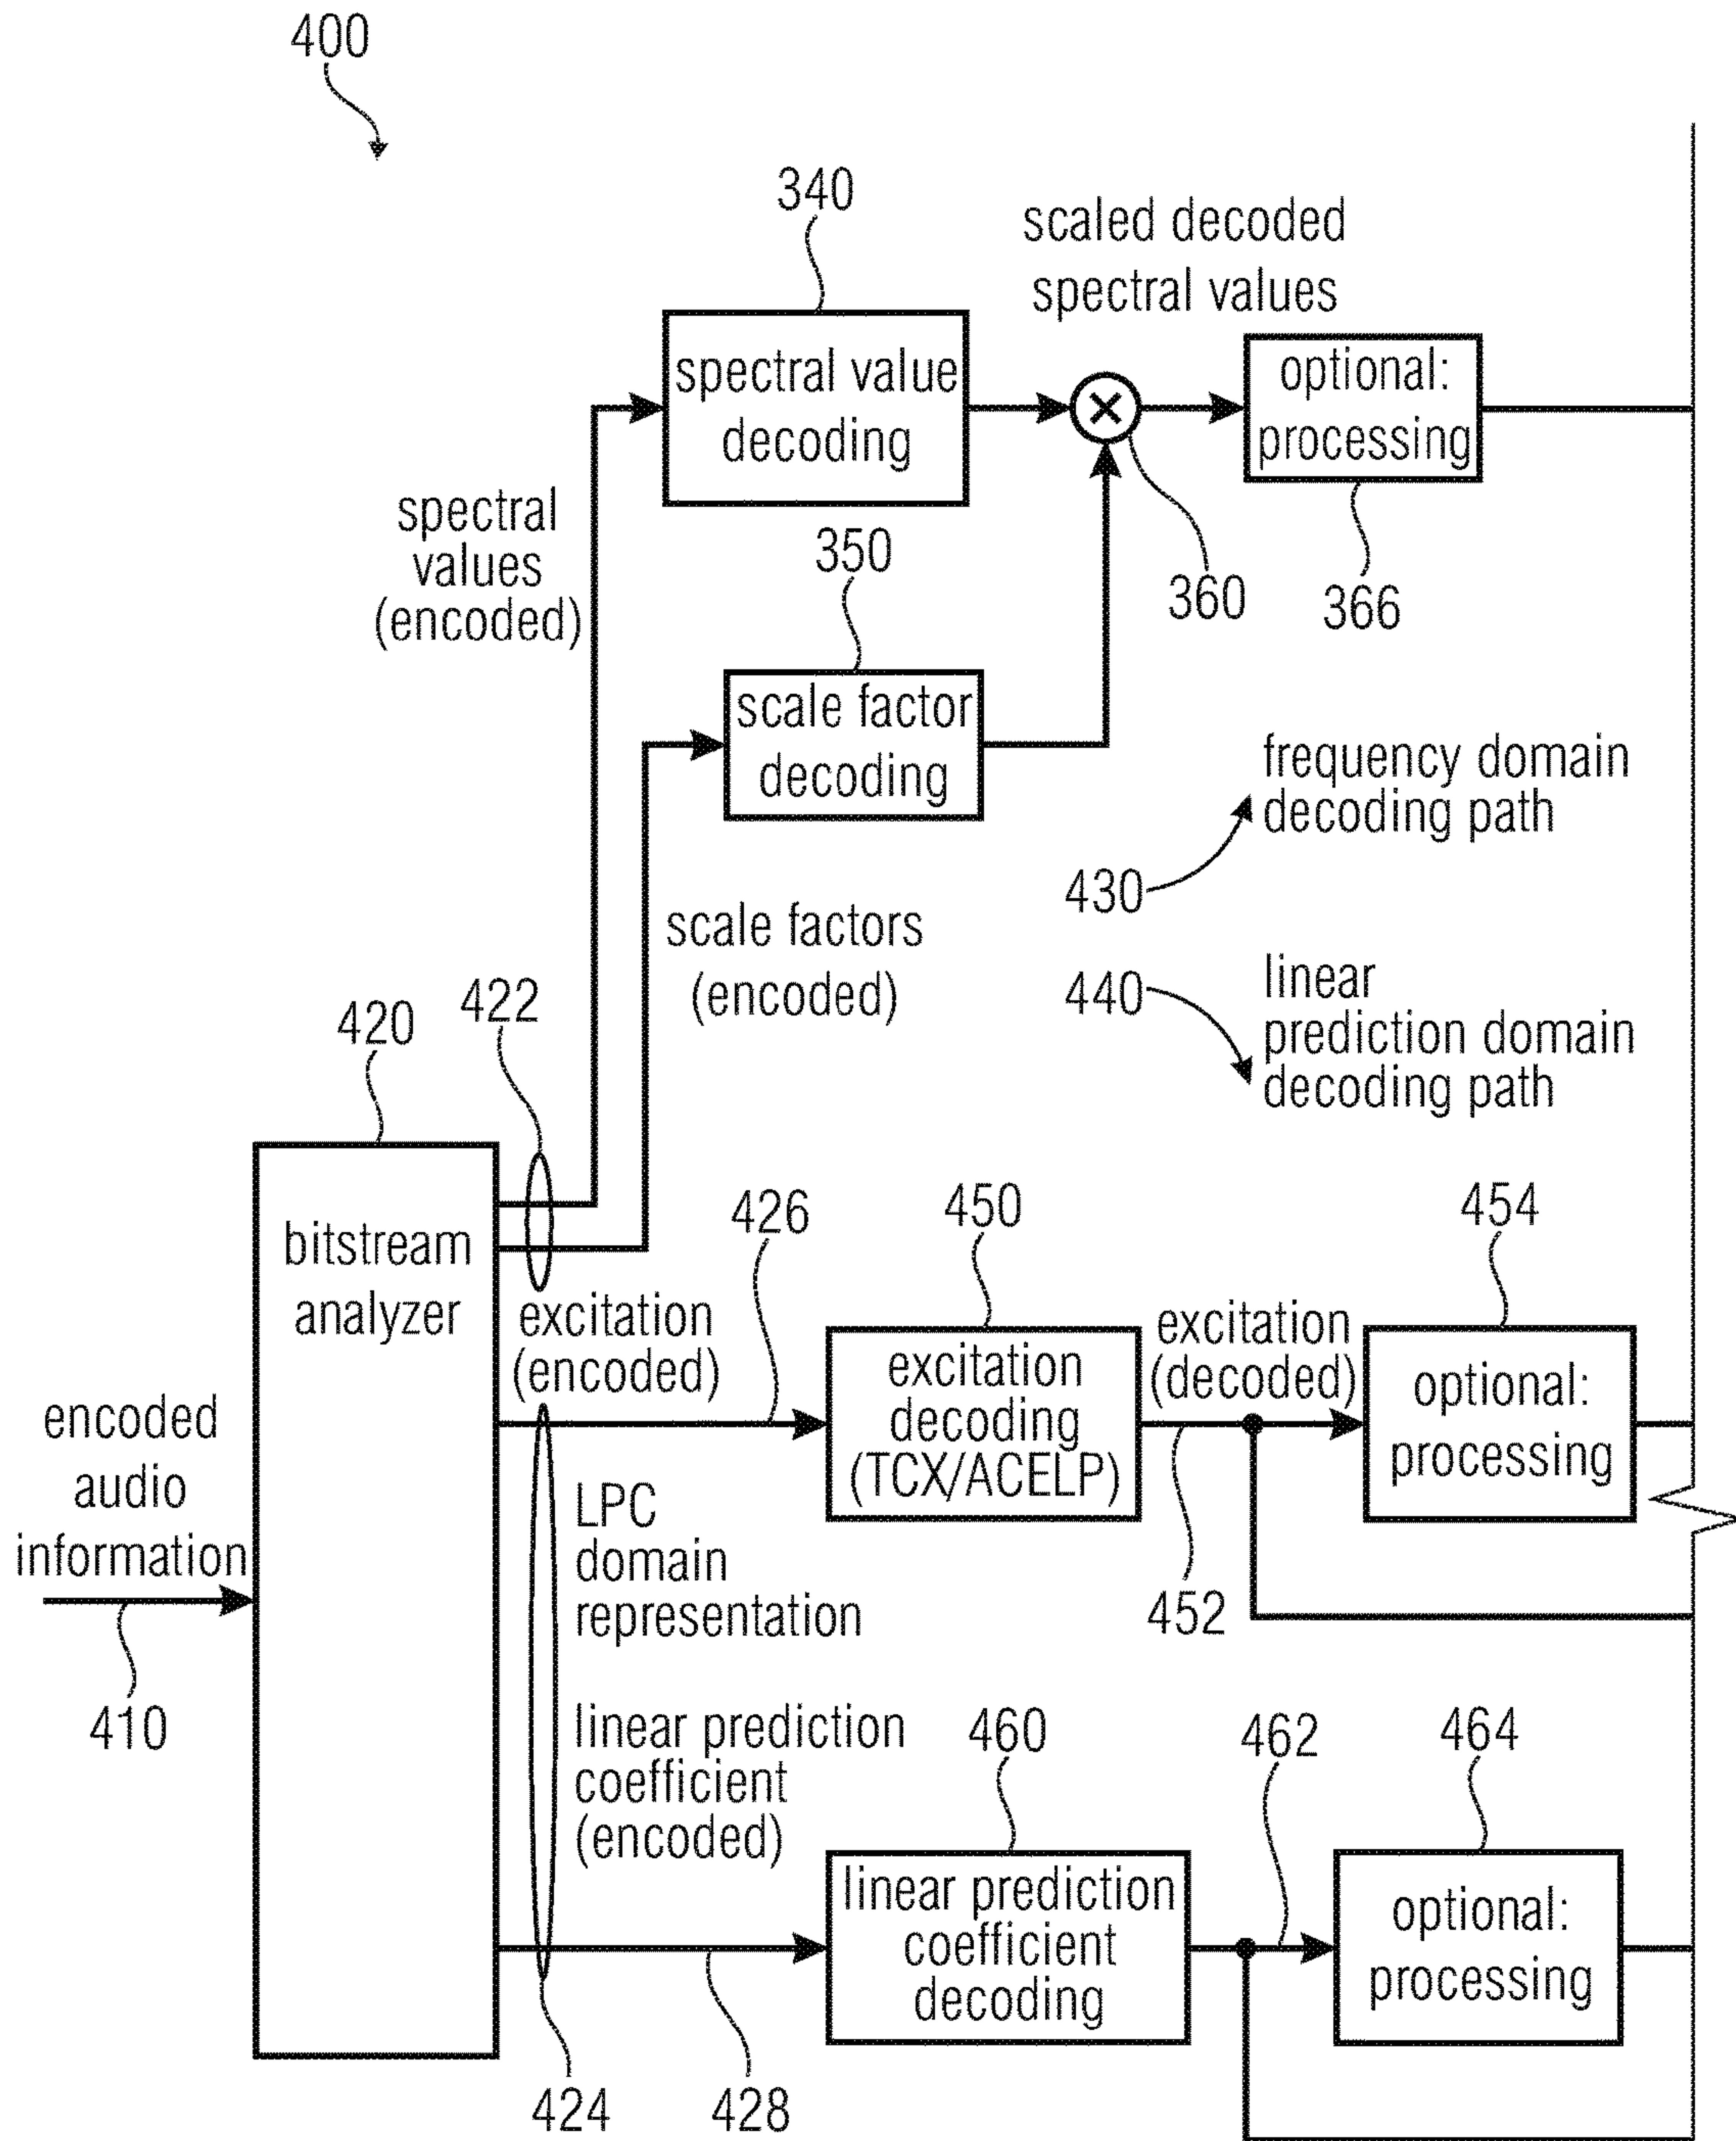 400
340
scaled decoded
spectral values
spectral value
decoding
optional:
processing
spectral
values
(encoded)
350
360
366
scale factor
decoding
frequency domain
decoding path
430
scale factors
(encoded)
440
linear
prediction domain
decoding path
422
420
bitstream
analyzer
426
450
454
excitation
(encoded)
excitation
decoding
(TCX/ACELP)
excitation
(decoded)
optional:
processing
encoded
audio
information
LPC
domain
representation
452
410
linear prediction
coefficient
(encoded)
460
462
464
linear prediction
coefficient
decoding
optional:
processing
424
428